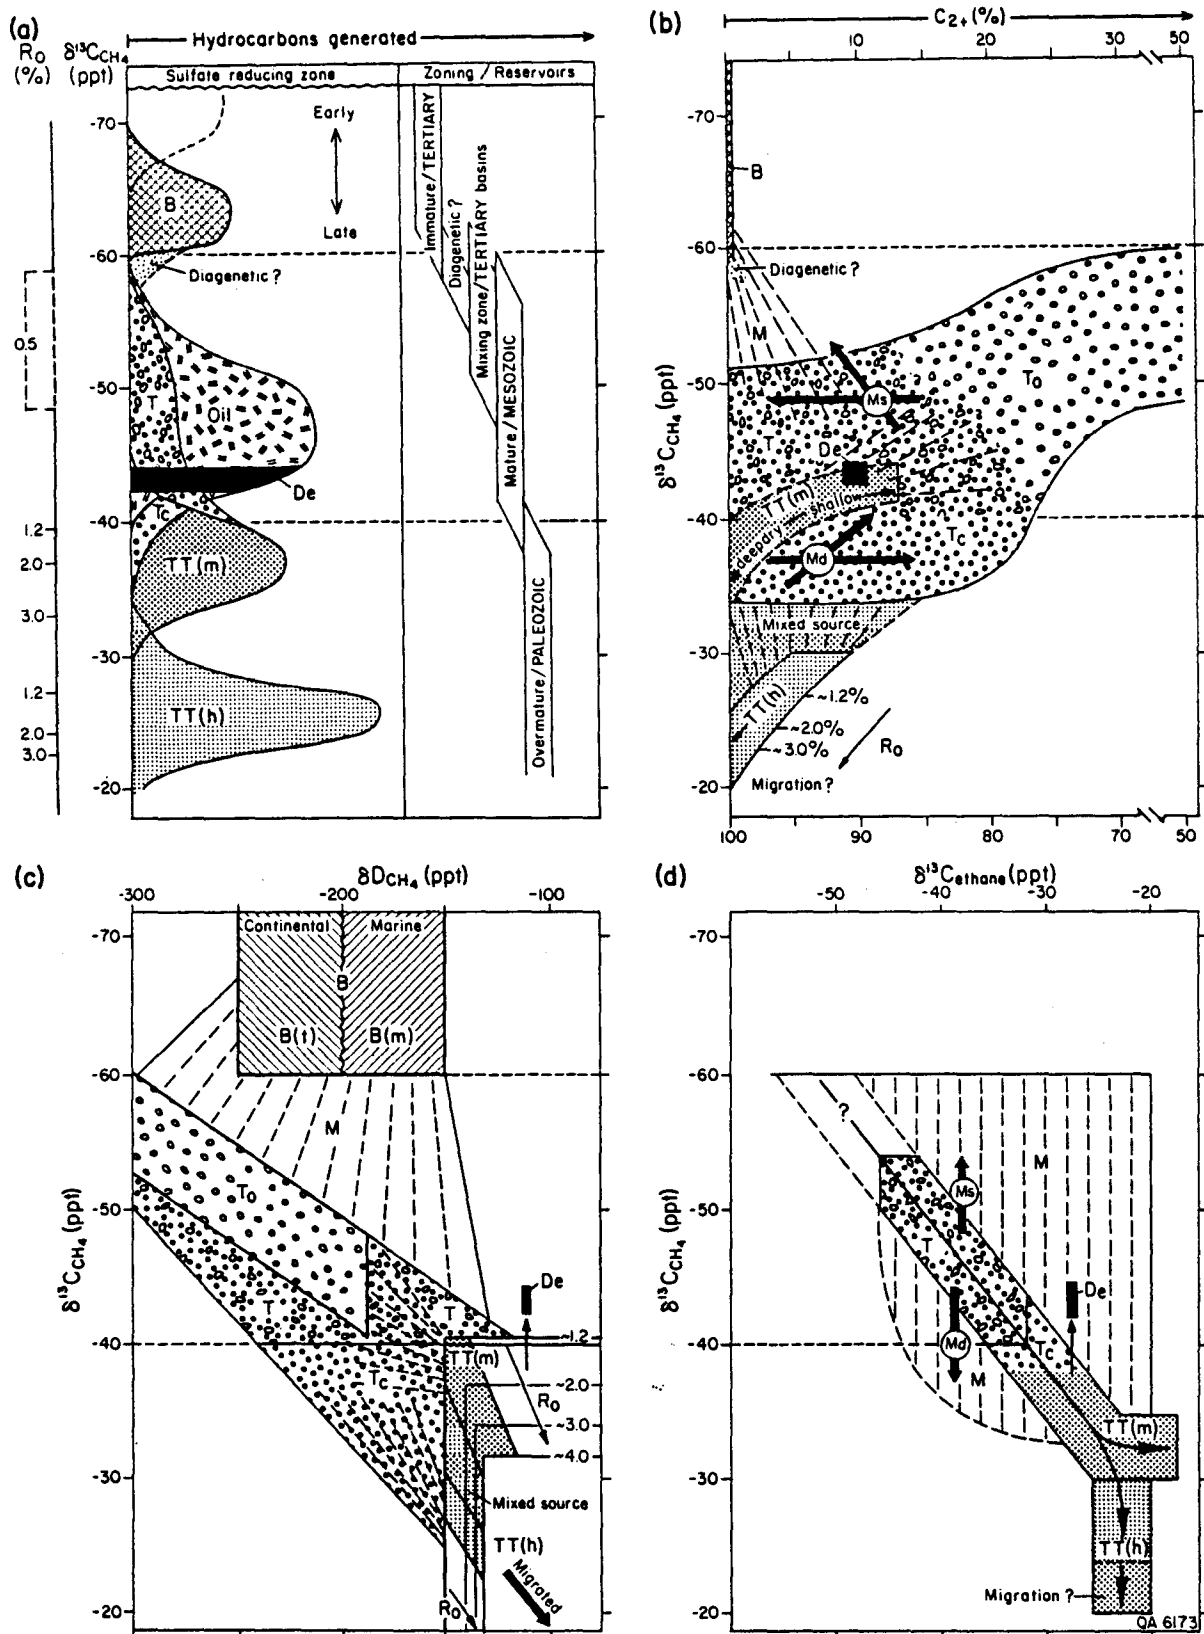 (a)
Hydrocarbons generated
Ro
(%)
δ¹³CCH₄
(ppt)
Sulfate reducing zone
Zoning / Reservoirs
-70
-60
-50
-40
-30
-20
0.5
1.2
2.0
3.0
1.2
2.0
3.0
Early
Late
B
Diagenetic ?
T
Oil
De
Tc
TT(m)
TT(h)
Immature/TERTIARY
Diagenetic ?
Mixing zone/TERTIARY basins
Mature/MESOZOIC
Overmature/PALEOZOIC
(b)
C₂₊(%)
10
20
30
50
δ¹³CCH₄ (ppt)
-70
-60
-50
-40
-30
-20
B
Diagenetic ?
M
To
Ms
T
De
TT(m)
deep dry shallow
Tc
Md
Mixed source
TT(h)
~1.2%
~2.0%
~3.0%
Ro
Migration ?
100
90
80
70
50
(c)
δDCH₄ (ppt)
-300
-200
-100
δ¹³CCH₄ (ppt)
-70
-60
-50
-40
-30
-20
Continental
Marine
B
B(t)
B(m)
M
To
De
T
T
~1.2
TT(m)
Tc
~2.0
Ro
~3.0
~4.0
Mixed source
TT(h)
Migrated
Ro
(d)
δ¹³Cethane(ppt)
-50
-40
-30
-20
δ¹³CCH₄ (ppt)
-70
-60
-50
-40
-30
-20
?
M
Ms
T
De
Tc
Md
M
TT(m)
TT(h)
Migration ?
QA 6173